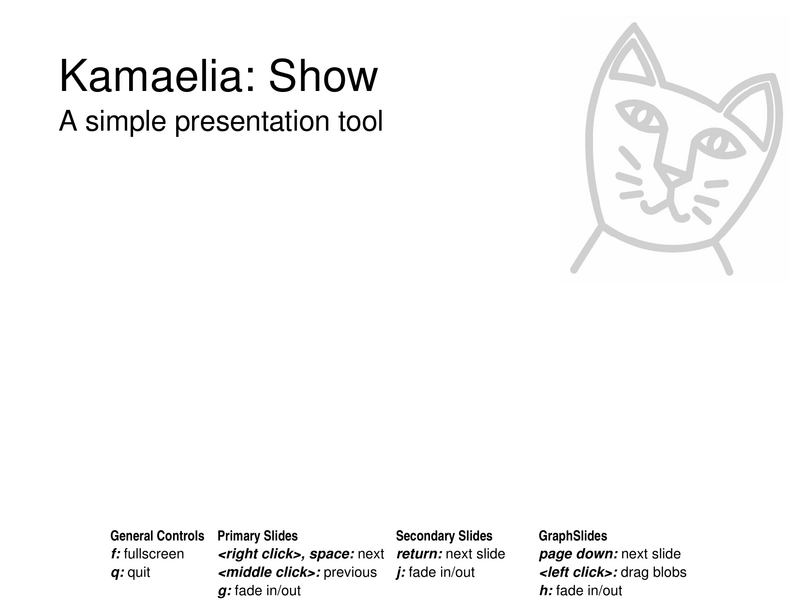 Kamaelia: Show
A simple presentation tool
General Controls
f: fullscreen
q: quit
Primary Slides
<right click>, space: next
<middle click>: previous
g: fade in/out
Secondary Slides
return: next slide
j: fade in/out
GraphSlides
page down: next slide
<left click>: drag blobs
h: fade in/out